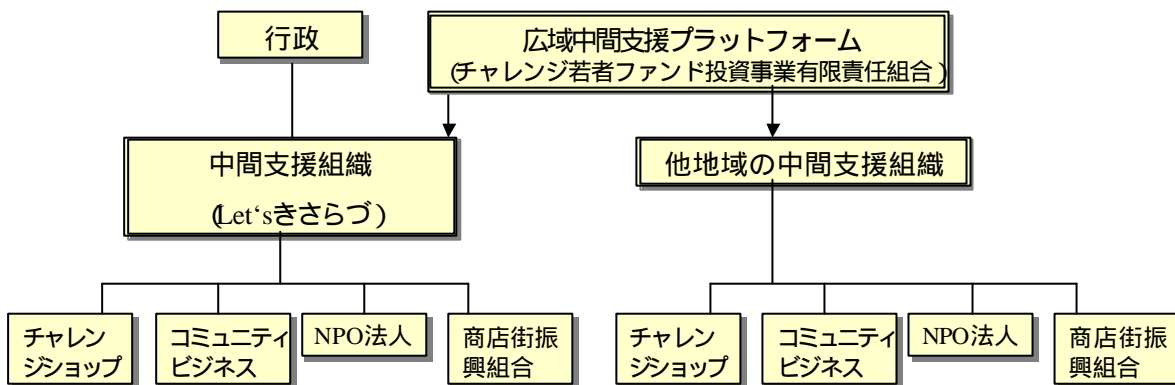 行政
広域中間支援プラットフォーム
(チャレンジ若者ファンド投資事業有限責任組合)
中間支援組織
(Let‘sきさらづ)
他地域の中間支援組織
チャレン
ジショップ
コミュニティ
ビジネス
NPO法人
商店街振
興組合
チャレン
ジショップ
コミュニティ
ビジネス
NPO法人
商店街振
興組合